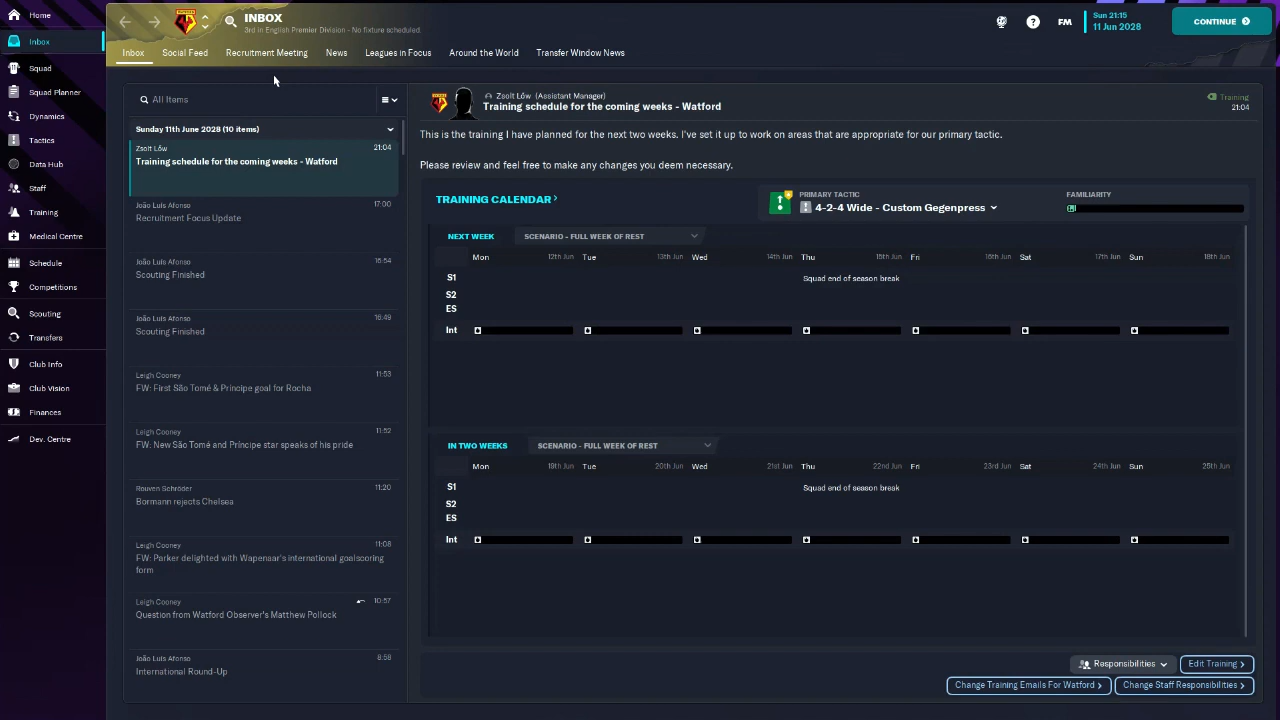 Home
Inbox
Squad
Squad Planner
Dynamics
Tactics
Data Hub
Staff
Training
Medical Centre
Schedule
Competitions
Scouting
Transfers
Club Info
Club Vision
Finances
Dev. Centre
INBOX
3rd in English Premier Division - No fixture scheduled.
FM
Sun 21:15
11 Jun 2028
CONTINUE
Inbox Social Feed Recruitment Meeting News Leagues in Focus Around the World Transfer Window News
All Items
Sunday 11th June 2028 (10 items)
Zsolt Lőw 21:04
Training schedule for the coming weeks - Watford
João Luís Afonso 17:00
Recruitment Focus Update
João Luís Afonso 16:54
Scouting Finished
João Luís Afonso 16:49
Scouting Finished
Leigh Cooney 11:53
FW: First São Tomé & Príncipe goal for Rocha
Leigh Cooney 11:52
FW: New São Tomé and Príncipe star speaks of his pride
Rouven Schröder 11:20
Bormann rejects Chelsea
Leigh Cooney 11:08
FW: Parker delighted with Wapenaar's international goalscoring
form
Leigh Cooney 10:57
Question from Watford Observer's Matthew Pollock
João Luís Afonso 8:58
International Round-Up
Zsolt Lőw (Assistant Manager)
Training schedule for the coming weeks - Watford
Training
21:04
This is the training I have planned for the next two weeks. I've set it up to work on areas that are appropriate for our primary tactic.
Please review and feel free to make any changes you deem necessary.
TRAINING CALENDAR
PRIMARY TACTIC
4-2-4 Wide - Custom Gegenpress
FAMILIARITY
NEXT WEEK SCENARIO - FULL WEEK OF REST
Mon 12th Jun Tue 13th Jun Wed 14th Jun Thu 15th Jun Fri 16th Jun Sat 17th Jun Sun 18th Jun
S1 Squad end of season break
S2
ES
Int
IN TWO WEEKS SCENARIO - FULL WEEK OF REST
Mon 19th Jun Tue 20th Jun Wed 21st Jun Thu 22nd Jun Fri 23rd Jun Sat 24th Jun Sun 25th Jun
S1 Squad end of season break
S2
ES
Int
Responsibilities Edit Training
Change Training Emails For Watford Change Staff Responsibilities